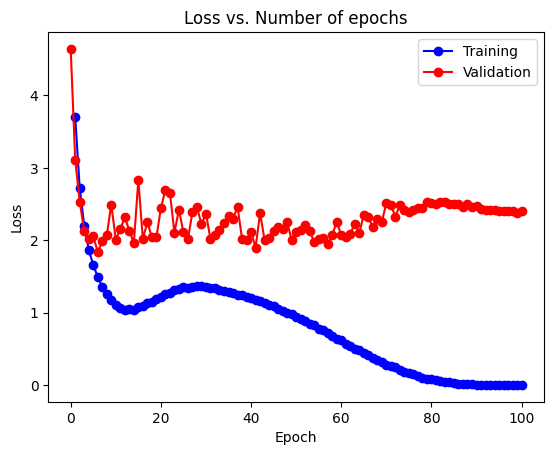 Loss vs. Number of epochs
Training
Validation
Loss
4
3
2
1
0
0 20 40 60 80 100
Epoch